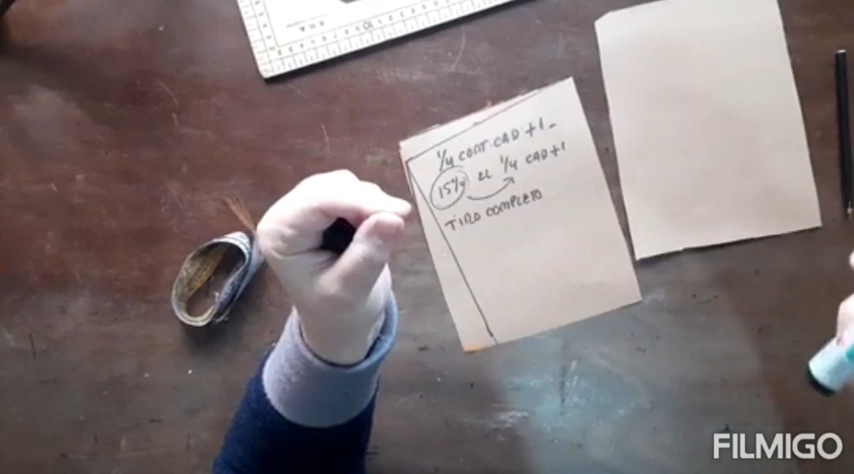 1/4 CONT.CAD+1-
15% el 1/4 CAD+1
TIRO COMPLETO
FILMIGO